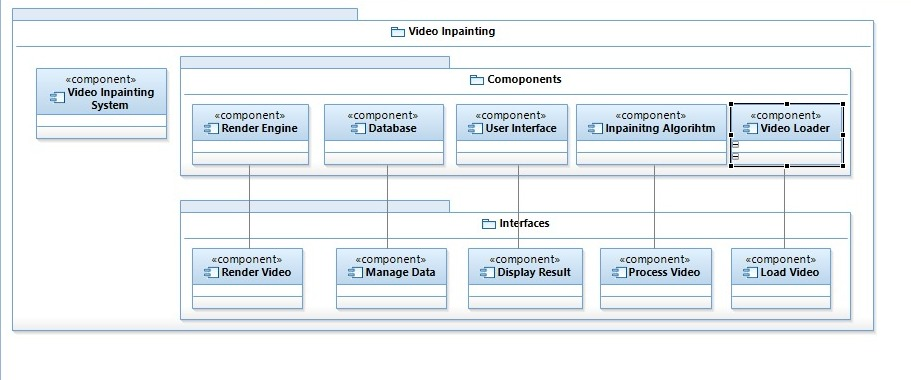 Video Inpainting
«component»
Video Inpainting
System
Comoponents
«component»
Render Engine
«component»
Database
«component»
User Interface
«component»
Inpainitng Algorihtm
«component»
Video Loader
Interfaces
«component»
Render Video
«component»
Manage Data
«component»
Display Result
«component»
Process Video
«component»
Load Video